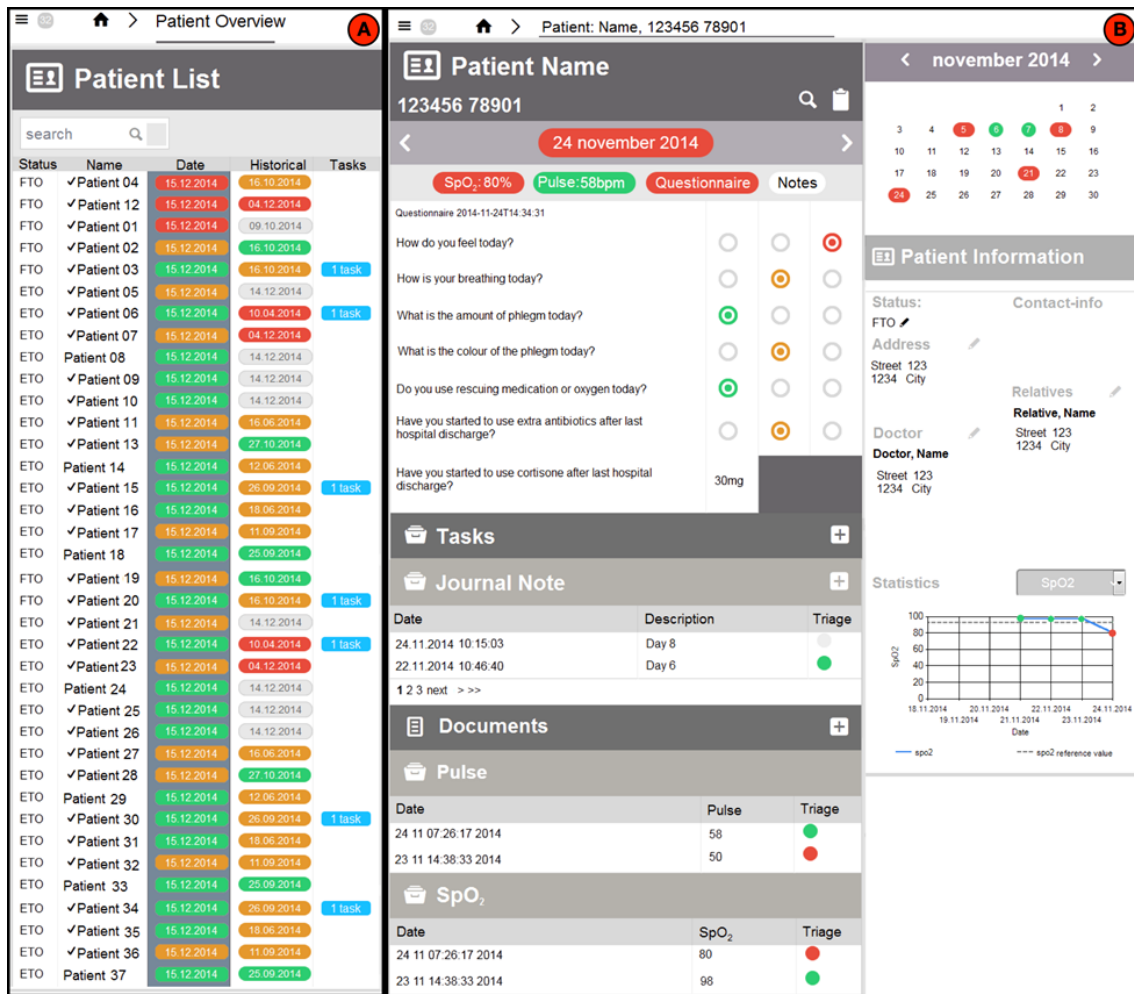 32 > Patient Overview A
Patient List
search
Status Name Date Historical Tasks
FTO ✓Patient 04 15.12.2014 16.10.2014
FTO ✓Patient 12 15.12.2014 04.12.2014
FTO ✓Patient 01 15.12.2014 09.10.2014
FTO ✓Patient 02 15.12.2014 16.10.2014
FTO ✓Patient 03 15.12.2014 16.10.2014 1 task
ETO ✓Patient 05 15.12.2014 14.12.2014
ETO ✓Patient 06 15.12.2014 10.04.2014 1 task
ETO ✓Patient 07 15.12.2014 04.12.2014
ETO Patient 08 15.12.2014 14.12.2014
ETO ✓Patient 09 15.12.2014 14.12.2014
ETO ✓Patient 10 15.12.2014 14.12.2014
ETO ✓Patient 11 15.12.2014 16.06.2014
ETO ✓Patient 13 15.12.2014 27.10.2014
ETO Patient 14 15.12.2014 12.06.2014
ETO ✓Patient 15 15.12.2014 26.09.2014 1 task
ETO ✓Patient 16 15.12.2014 18.06.2014
ETO ✓Patient 17 15.12.2014 11.09.2014
ETO Patient 18 15.12.2014 25.09.2014
FTO ✓Patient 19 15.12.2014 16.10.2014
FTO ✓Patient 20 15.12.2014 16.10.2014 1 task
ETO ✓Patient 21 15.12.2014 14.12.2014
ETO ✓Patient 22 15.12.2014 10.04.2014 1 task
ETO ✓Patient23 15.12.2014 04.12.2014
ETO Patient 24 15.12.2014 14.12.2014
ETO ✓Patient 25 15.12.2014 14.12.2014
ETO ✓Patient 26 15.12.2014 14.12.2014
ETO ✓Patient 27 15.12.2014 16.06.2014
ETO ✓Patient 28 15.12.2014 27.10.2014
ETO Patient 29 15.12.2014 12.06.2014
ETO ✓Patient 30 15.12.2014 26.09.2014 1 task
ETO ✓Patient 31 15.12.2014 18.06.2014
ETO ✓Patient 32 15.12.2014 11.09.2014
ETO Patient 33 15.12.2014 25.09.2014
ETO ✓Patient 34 15.12.2014 26.09.2014 1 task
ETO ✓Patient 35 15.12.2014 18.06.2014
ETO ✓Patient 36 15.12.2014 11.09.2014
ETO Patient 37 15.12.2014 25.09.2014
32 > Patient: Name, 123456 78901 B
Patient Name
123456 78901
< 24 november 2014 >
SpO₂: 80% Pulse:58bpm Questionnaire Notes
Questionnaire 2014-11-24T14:34:31
How do you feel today?
How is your breathing today?
What is the amount of phlegm today?
What is the colour of the phlegm today?
Do you use rescuing medication or oxygen today?
Have you started to use extra antibiotics after last
hospital discharge?
Have you started to use cortisone after last hospital
discharge?
30mg
Tasks +
Journal Note +
Date Description Triage
24.11.2014 10:15:03 Day 8
22.11.2014 10:46:40 Day 6
1 2 3 next > >>
Documents +
Pulse
Date Pulse Triage
24 11 07:26:17 2014 58
23 11 14:38:33 2014 50
SpO₂
Date SpO₂ Triage
24 11 07:26:17 2014 80
23 11 14:38:33 2014 98
< november 2014 >
1 2
3 4 5 6 7 8 9
10 11 12 13 14 15 16
17 18 19 20 21 22 23
24 25 26 27 28 29 30
Patient Information
Status: Contact-info
FTO
Address
Street 123
1234 City
Relatives
Relative, Name
Street 123
1234 City
Doctor
Doctor, Name
Street 123
1234 City
Statistics SpO2
100
80
60
40
20
0
SpO2
18.11.2014 20.11.2014 22.11.2014 24.11.2014
19.11.2014 21.11.2014 23.11.2014
Date
spo2 spo2 reference value